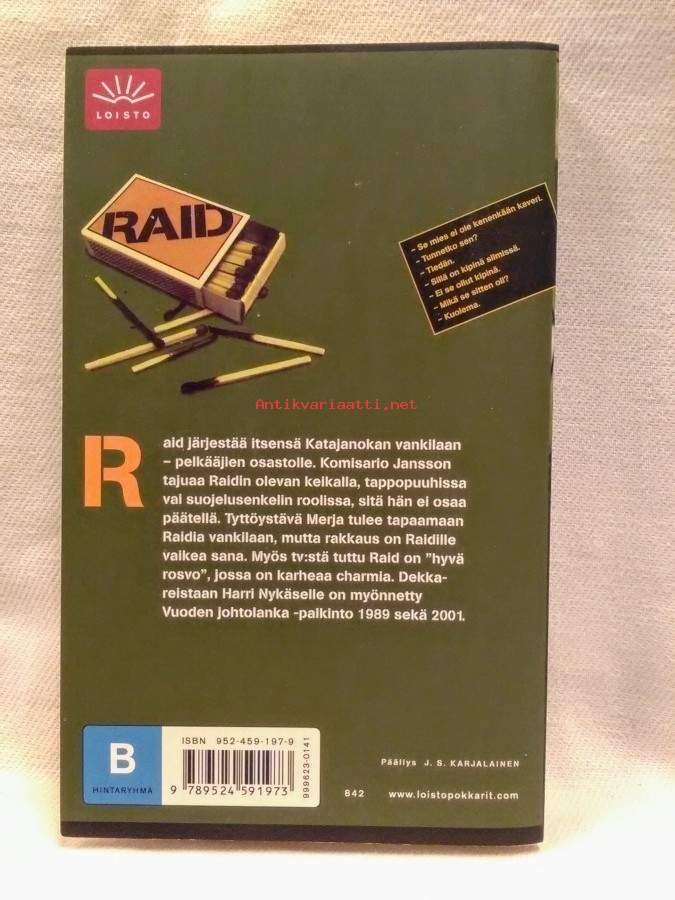 LOISTO
RAID
– Se mies ei ole kenenkään kaveri.
– Tunnetko sen?
– Tiedän.
– Sillä on kipinä silmissä.
– Ei se ollut kipinä.
– Mikä se sitten oli?
– Kuolema.
Antikvariaatti.net
Raid järjestää itsensä Katajanokan vankilaan
– pelkääjien osastolle. Komisario Jansson
tajuaa Raidin olevan keikalla, tappopuuhissa
vai suojelusenkelin roolissa, sitä hän ei osaa
päätellä. Tyttöystävä Merja tulee tapaamaan
Raidia vankilaan, mutta rakkaus on Raidille
vaikea sana. Myös tv:stä tuttu Raid on ”hyvä
rosvo”, jossa on karheaa charmia. Dekka-
reistaan Harri Nykäselle on myönnetty
Vuoden johtolanka -palkinto 1989 sekä 2001.
B
HINTARYHMÄ
ISBN 952-459-197-9
9 789524 591973
999623-0141
Päällys J. S. KARJALAINEN
842 www.loistopokkarit.com